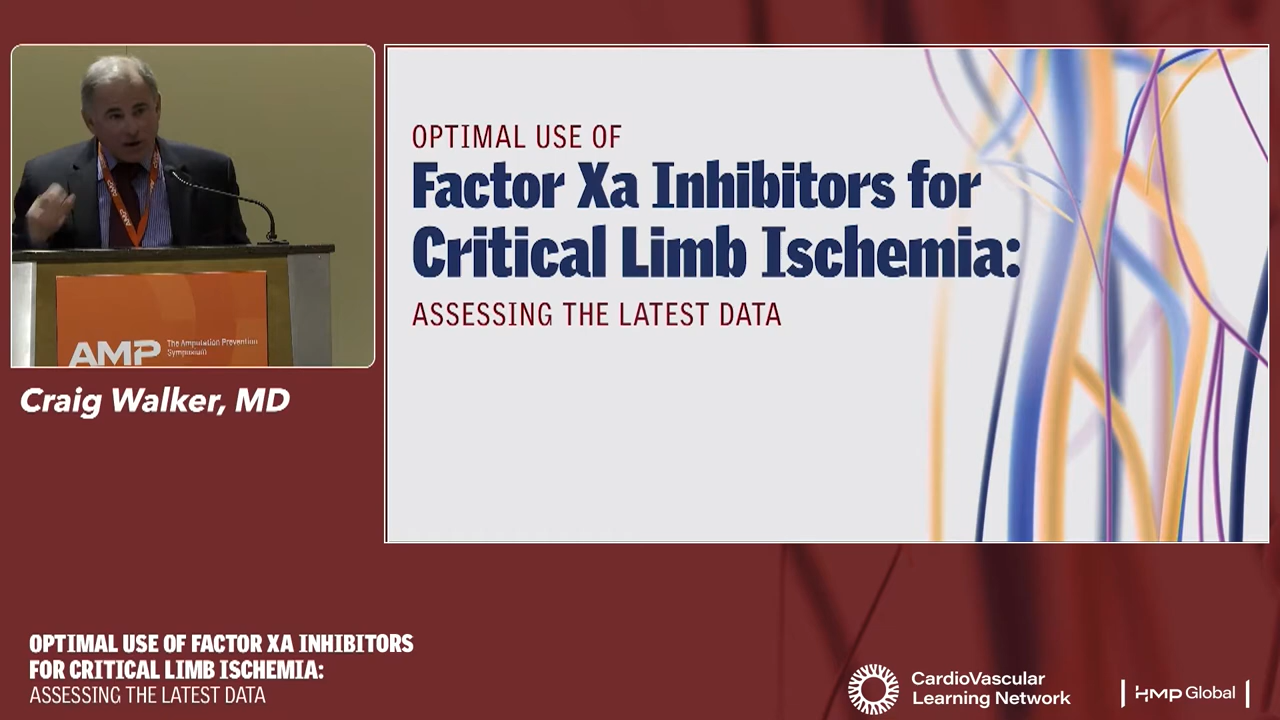 OPTIMAL USE OF
Factor Xa Inhibitors for
Critical Limb Ischemia:
ASSESSING THE LATEST DATA
AMP
AMP The Amputation Prevention
Symposium
Craig Walker, MD
OPTIMAL USE OF FACTOR XA INHIBITORS
FOR CRITICAL LIMB ISCHEMIA:
ASSESSING THE LATEST DATA
CardioVascular
Learning Network
HMP Global